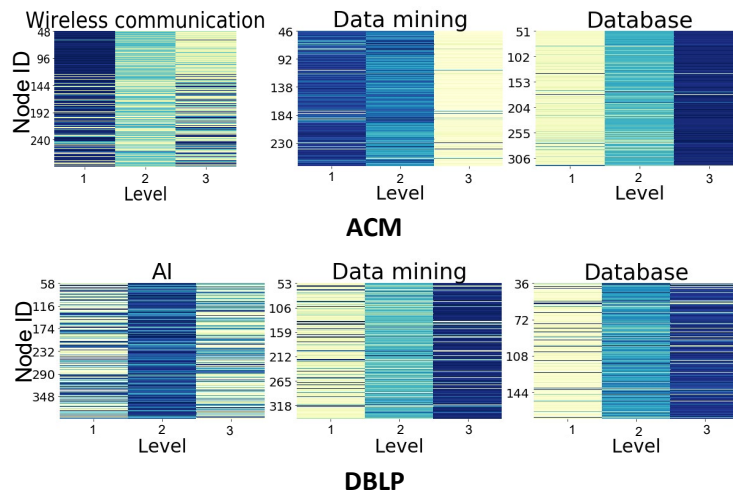 Wireless communication
Data mining
Database
Node ID
48
96
144
192
240
46
92
138
184
230
51
102
153
204
255
306
1 2 3
1 2 3
1 2 3
Level
Level
Level
ACM
AI
Data mining
Database
Node ID
58
116
174
232
290
348
53
106
159
212
265
318
36
72
108
144
1 2 3
1 2 3
1 2 3
Level
Level
Level
DBLP